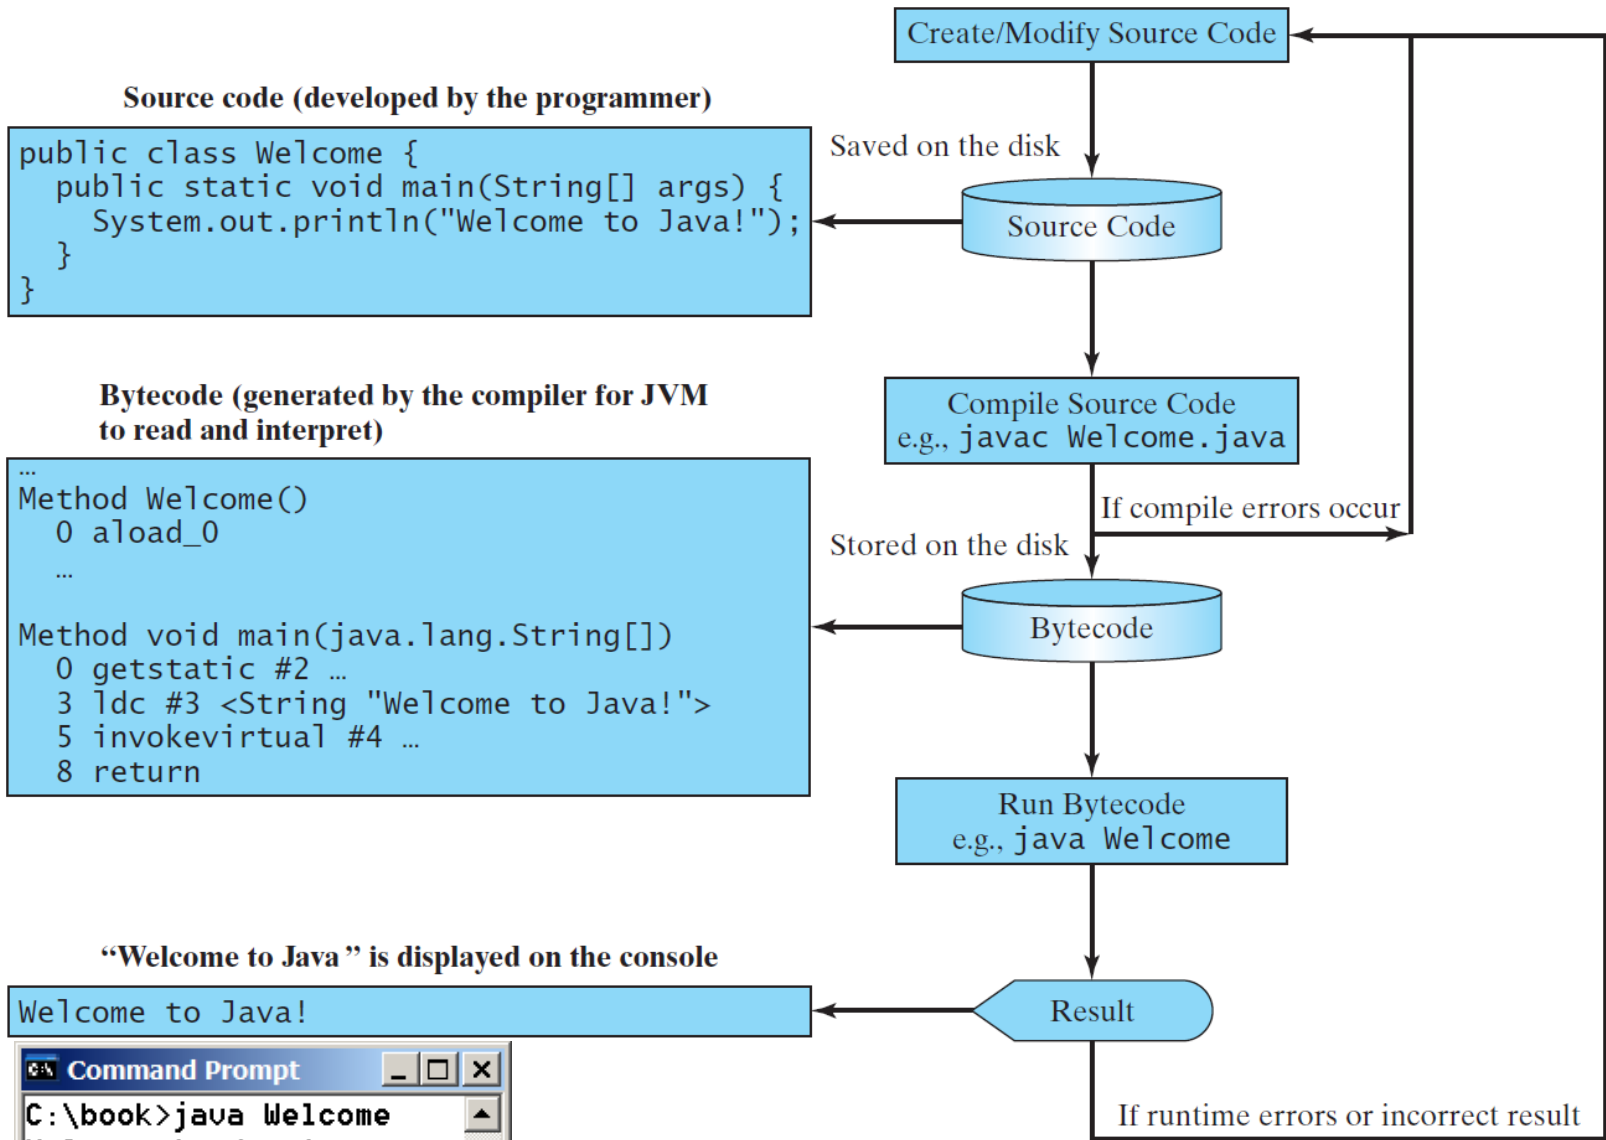 Create/Modify Source Code
Source code (developed by the programmer)
public class Welcome {
public static void main(String[] args) {
System.out.println("Welcome to Java!");
}
}
Saved on the disk
Source Code
Compile Source Code
e.g., javac Welcome.java
If compile errors occur
Bytecode (generated by the compiler for JVM
to read and interpret)
…
Method Welcome()
0 aload_0
…
Method void main(java.lang.String[])
0 getstatic #2 …
3 ldc #3 <String "Welcome to Java!">
5 invokevirtual #4 …
8 return
Stored on the disk
Bytecode
Run Bytecode
e.g., java Welcome
“Welcome to Java” is displayed on the console
Welcome to Java!
Result
Command Prompt
C:\book>java Welcome
If runtime errors or incorrect result